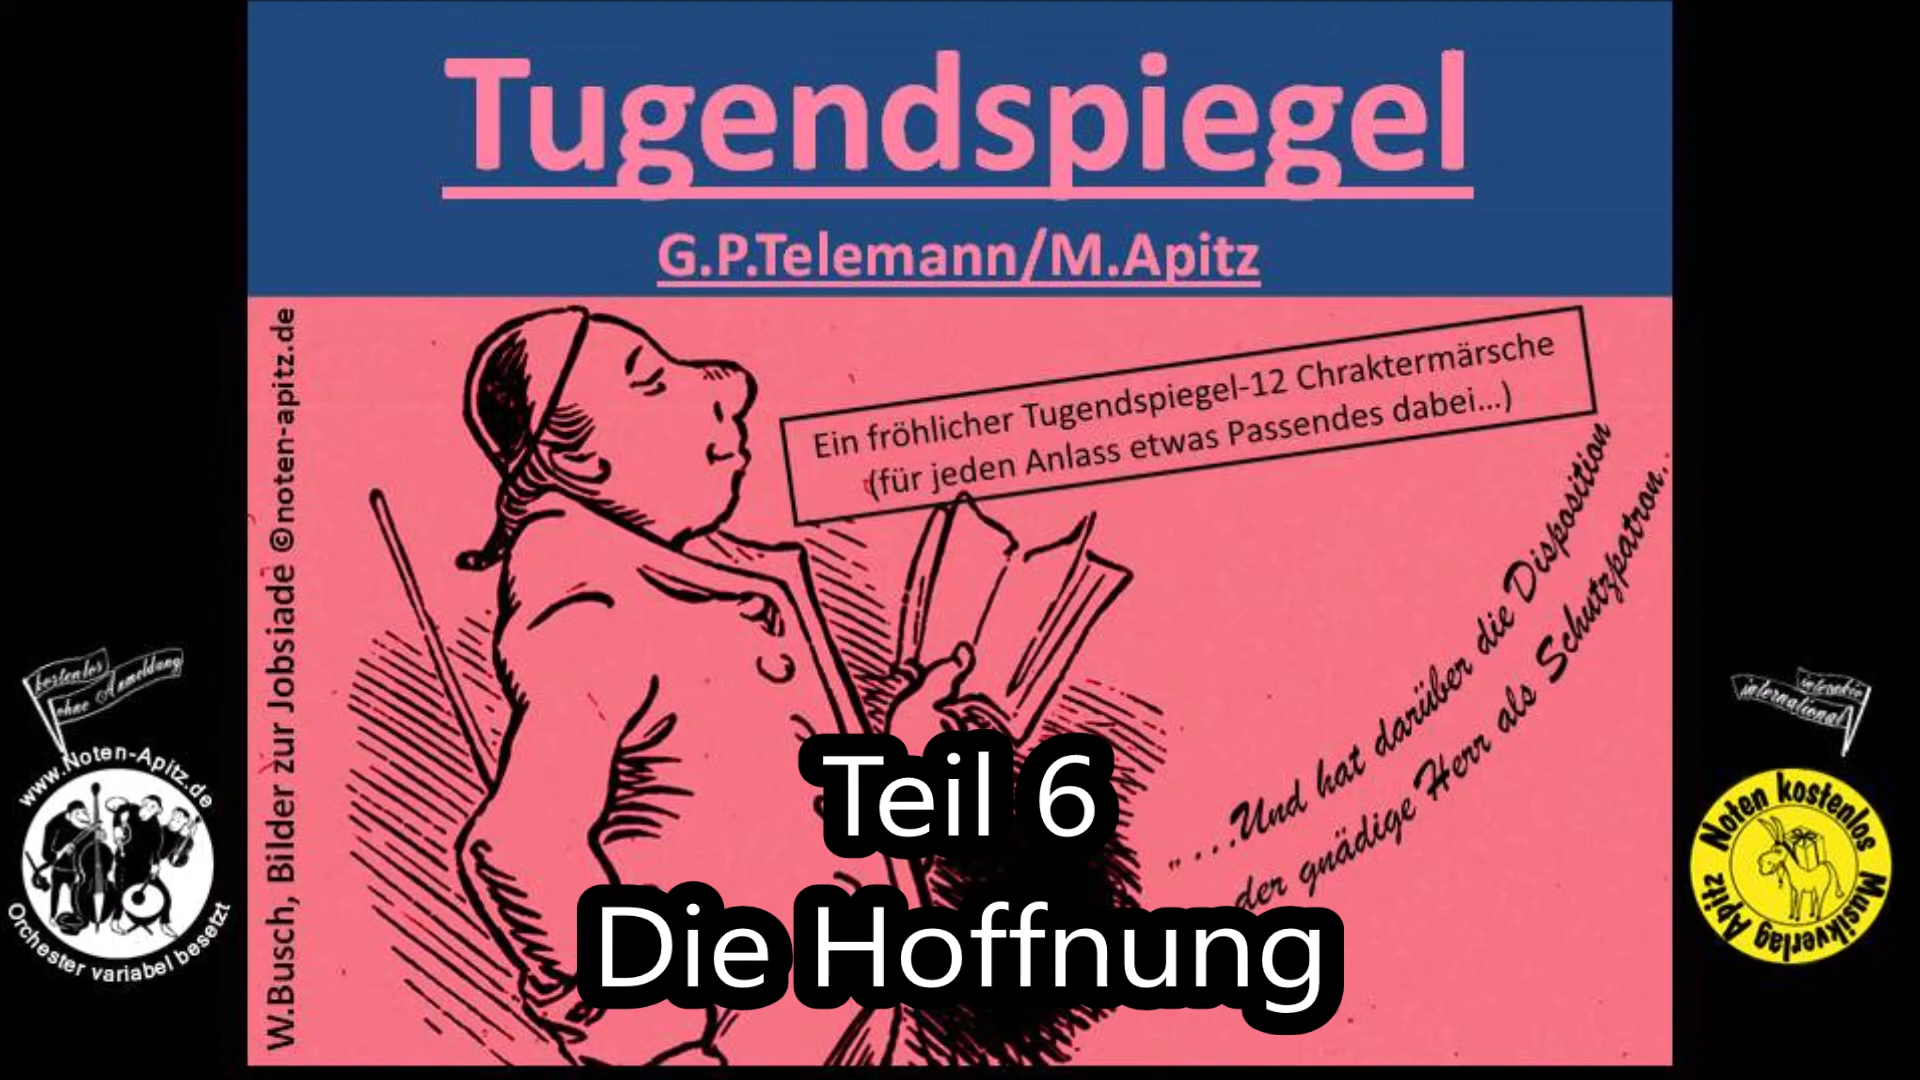 Tugendspiegel
G.P.Telemann/M.Apitz
Ein fröhlicher Tugendspiegel-12 Chraktermärsche
(für jeden Anlass etwas Passendes dabei...)
„...Und hat darüber die Disposition
der gnädige Herr als Schutzpatron..
W.Busch, Bilder zur Jobsiade ©noten-apitz.de
Teil 6
Die Hoffnung
kostenlos
ohne Anmeldung
www.Noten-Apitz.de
Orchester variabel besetzt
international
Noten kostenlos
Musikverlag Apitz